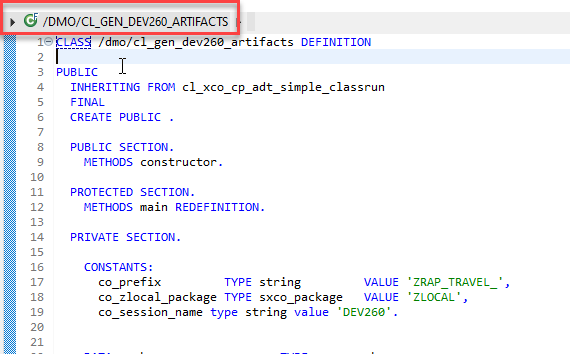 /DMO/CL_GEN_DEV260_ARTIFACTS
1 CLASS /dmo/cl_gen_dev260_artifacts DEFINITION
2
3 PUBLIC
4 INHERITING FROM cl_xco_cp_adt_simple_classrun
5 FINAL
6 CREATE PUBLIC .
7
8 PUBLIC SECTION.
9 METHODS constructor.
10
11 PROTECTED SECTION.
12 METHODS main REDEFINITION.
13
14 PRIVATE SECTION.
15
16 CONSTANTS:
17 co_prefix TYPE string VALUE 'ZRAP_TRAVEL_',
18 co_zlocal_package TYPE sxco_package VALUE 'ZLOCAL',
19 co_session_name type string value 'DEV260'.
20
21